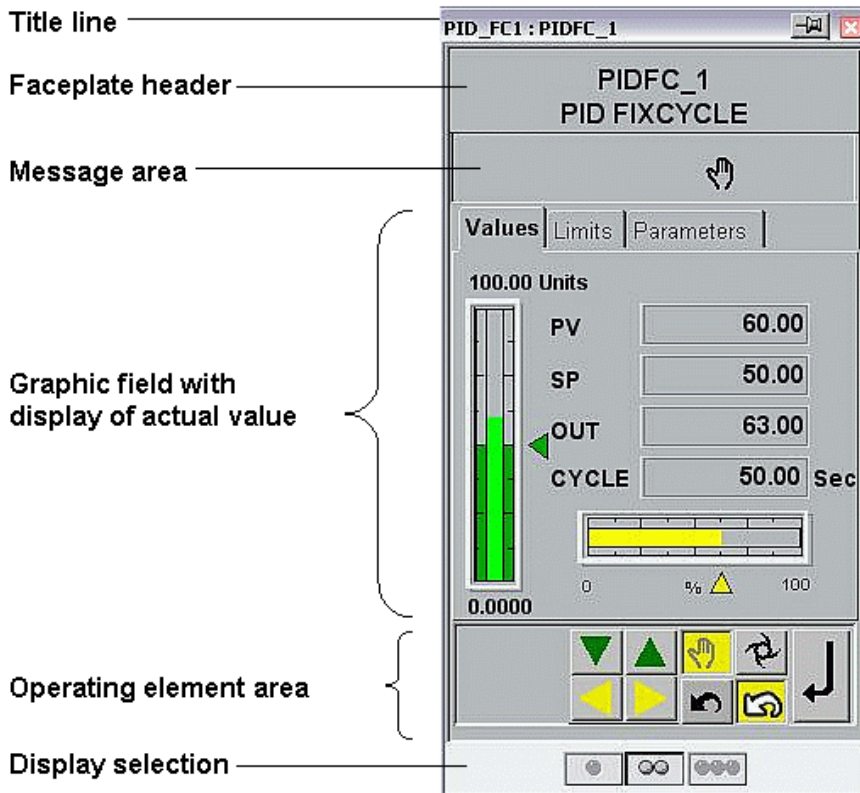 Title line
PID_FC1 : PIDFC_1
Faceplate header
PIDFC_1
PID FIXCYCLE
Message area
Values Limits Parameters
100.00 Units
PV 60.00
SP 50.00
Graphic field with
display of actual value
OUT 63.00
CYCLE 50.00 Sec
0 % 100
0.0000
Operating element area
Display selection